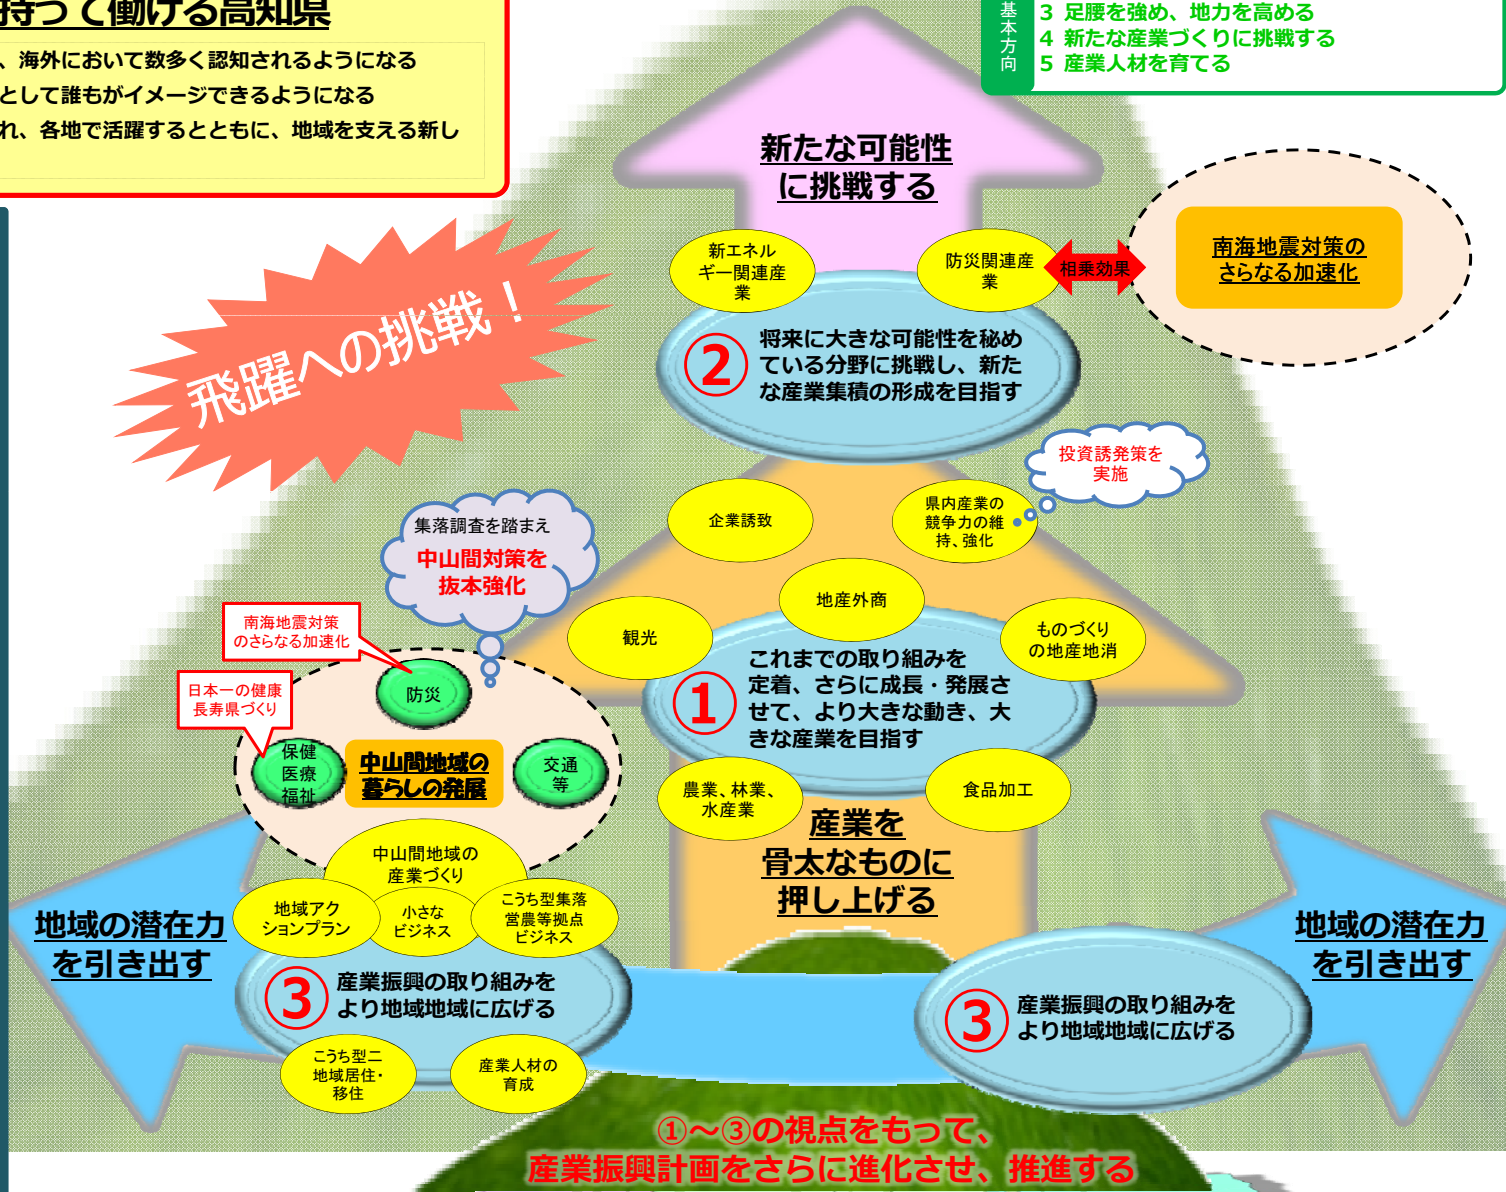 持って働ける高知県
、海外において数多く認知されるようになる
として誰もがイメージできるようになる
れ、各地で活躍するとともに、地域を支える新し
基本方向
3 足腰を強め、地力を高める
4 新たな産業づくりに挑戦する
5 産業人材を育てる
新たな可能性
に挑戦する
飛躍への挑戦！
新エネル
ギー関連産
業
防災関連産
業
相乗効果
南海地震対策の
さらなる加速化
②
将来に大きな可能性を秘め
ている分野に挑戦し、新た
な産業集積の形成を目指す
投資誘発策を
実施
企業誘致
県内産業の
競争力の維
持、強化
集落調査を踏まえ
中山間対策を
抜本強化
地産外商
観光
ものづくり
の地産地消
①
これまでの取り組みを
定着、さらに成長・発展さ
せて、より大きな動き、大
きな産業を目指す
南海地震対策
のさらなる加速化
日本一の健康
長寿県づくり
防災
保健
医療
福祉
中山間地域の
暮らしの発展
交通
等
農業、林業、
水産業
食品加工
産業を
骨太なものに
押し上げる
中山間地域の
産業づくり
地域アク
ションプラン
小さな
ビジネス
こうち型集落
営農等拠点
ビジネス
地域の潜在力
を引き出す
③
産業振興の取り組みを
より地域地域に広げる
こうち型二
地域居住・
移住
産業人材の
育成
③
産業振興の取り組みを
より地域地域に広げる
地域の潜在力
を引き出す
①～③の視点をもって、
産業振興計画をさらに進化させ、推進する